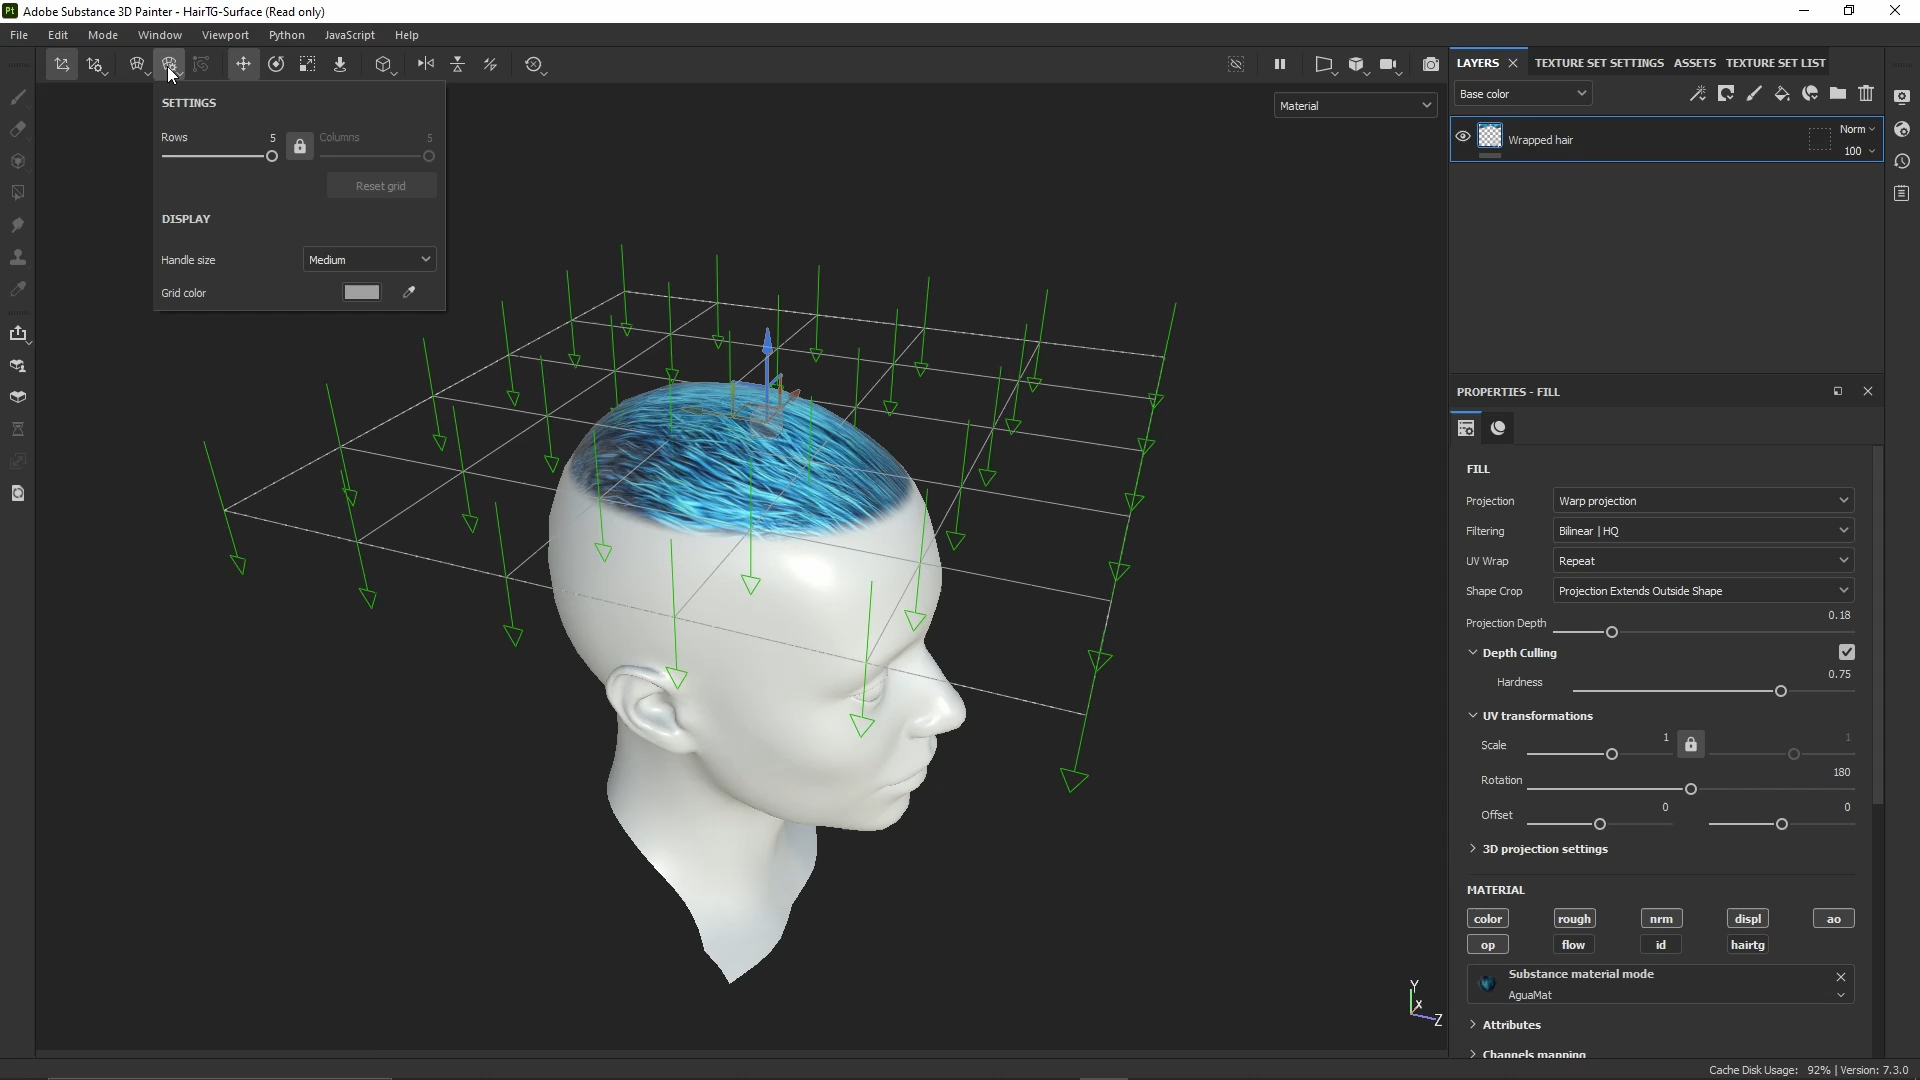 Pt Adobe Substance 3D Painter - HairTG-Surface (Read only)
File Edit Mode Window Viewport Python JavaScript Help
SETTINGS
Rows 5 Columns 5
Reset grid
DISPLAY
Handle size Medium
Grid color
Material
Y
X
Z
LAYERS TEXTURE SET SETTINGS ASSETS TEXTURE SET LIST
Base color
Wrapped hair Norm
100
PROPERTIES - FILL
FILL
Projection Warp projection
Filtering Bilinear | HQ
UV Wrap Repeat
Shape Crop Projection Extends Outside Shape
Projection Depth 0.18
Depth Culling
Hardness 0.75
UV transformations
Scale 1 1
Rotation 180
Offset 0 0
3D projection settings
MATERIAL
color rough nrm displ ao
op flow id hairtg
Substance material mode
AguaMat
Attributes
Channels mapping
Cache Disk Usage: 92% | Version: 7.3.0